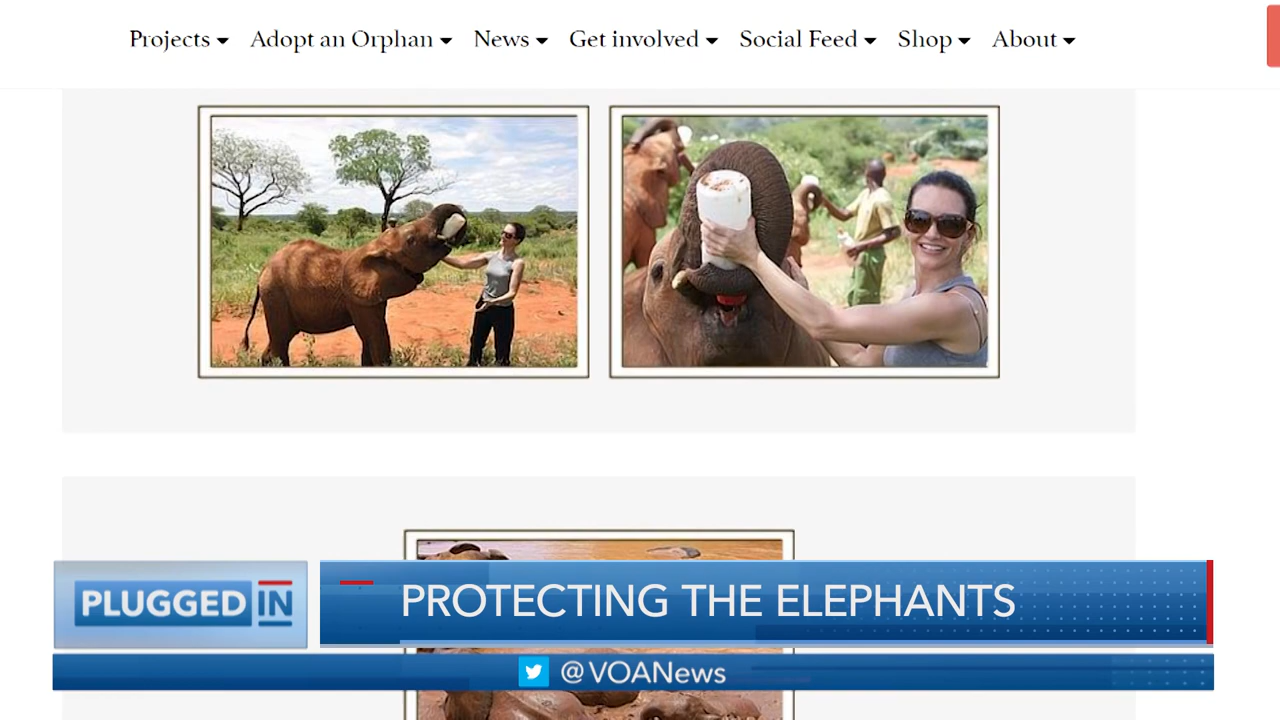 Projects Adopt an Orphan News Get involved Social Feed Shop About
PLUGGED IN
PROTECTING THE ELEPHANTS
@VOANews